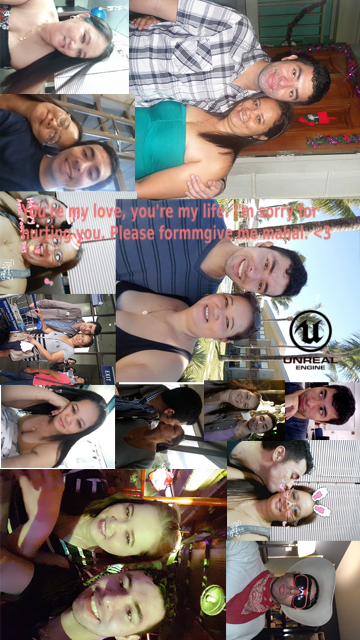 You're my love, you're my life. I'm sorry for
hurting you. Please formmgive me mahal. <3
UNREAL
ENGINE
EXIT